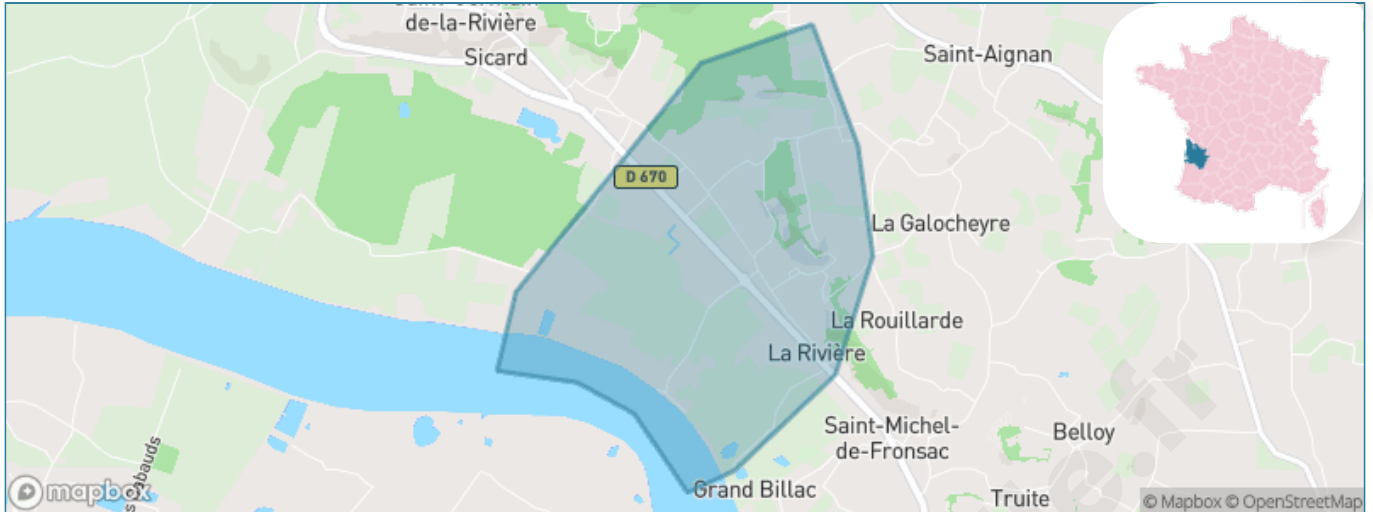 de-la-Rivière
Sicard
Saint-Aignan
D 670
La Galocheyre
La Rouillarde
La Rivière
Saint-Michel-
de-Fronsac
Belloy
Grand Billac
Truite
mapbox
© Mapbox © OpenStreetMap